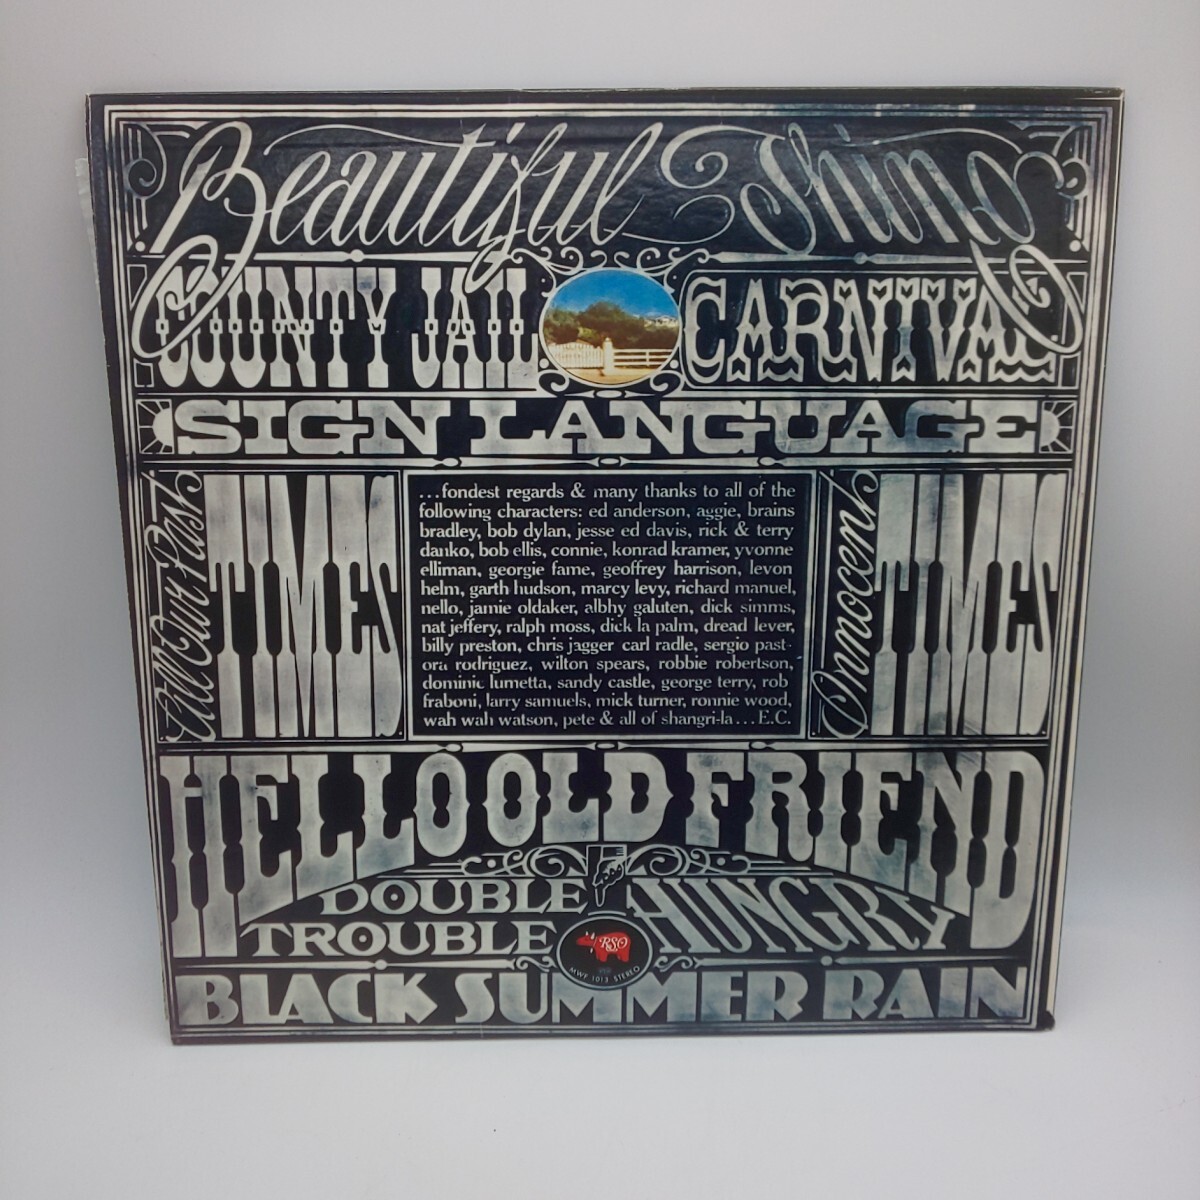 Beautiful Thing
COUNTY JAIL
CARNIVAL
SIGN LANGUAGE
All Our Past
TIMES
...fondest regards & many thanks to all of the
following characters: ed anderson, aggie, brains
bradley, bob dylan, jesse ed davis, rick & terry
danko, bob ellis, connie, konrad kramer, yvonne
elliman, georgie fame, geoffrey harrison, levon
helm, garth hudson, marcy levy, richard manuel,
nello, jamie oldaker, albhy galuten, dick simms,
nat jeffery, ralph moss, dick la palm, dread lever,
billy preston, chris jagger carl radle, sergio past-
ora rodriguez, wilton spears, robbie robertson,
dominic lumetta, sandy castle, george terry, rob
fraboni, larry samuels, mick turner, ronnie wood,
wah wah watson, pete & all of shangri-la...E.C.
Innocent
TIMES
HELLO OLD FRIEND
DOUBLE
TROUBLE
HUNGRY
RSO
MWF 1013 STEREO
BLACK SUMMER RAIN